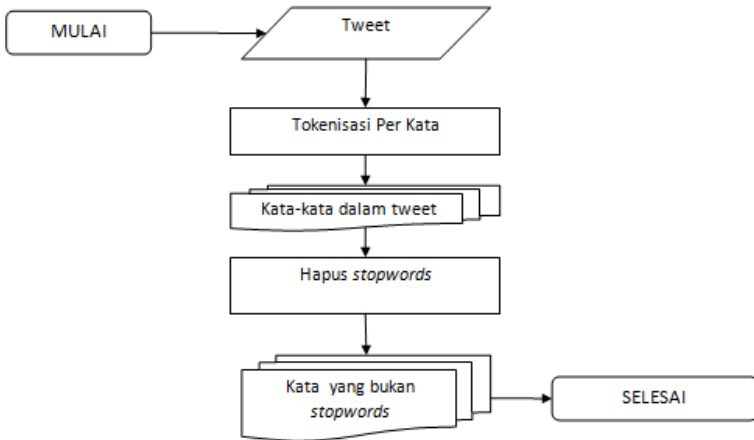 MULAI
Tweet
Tokenisasi Per Kata
Kata-kata dalam tweet
Hapus stopwords
Kata yang bukan
stopwords
SELESAI